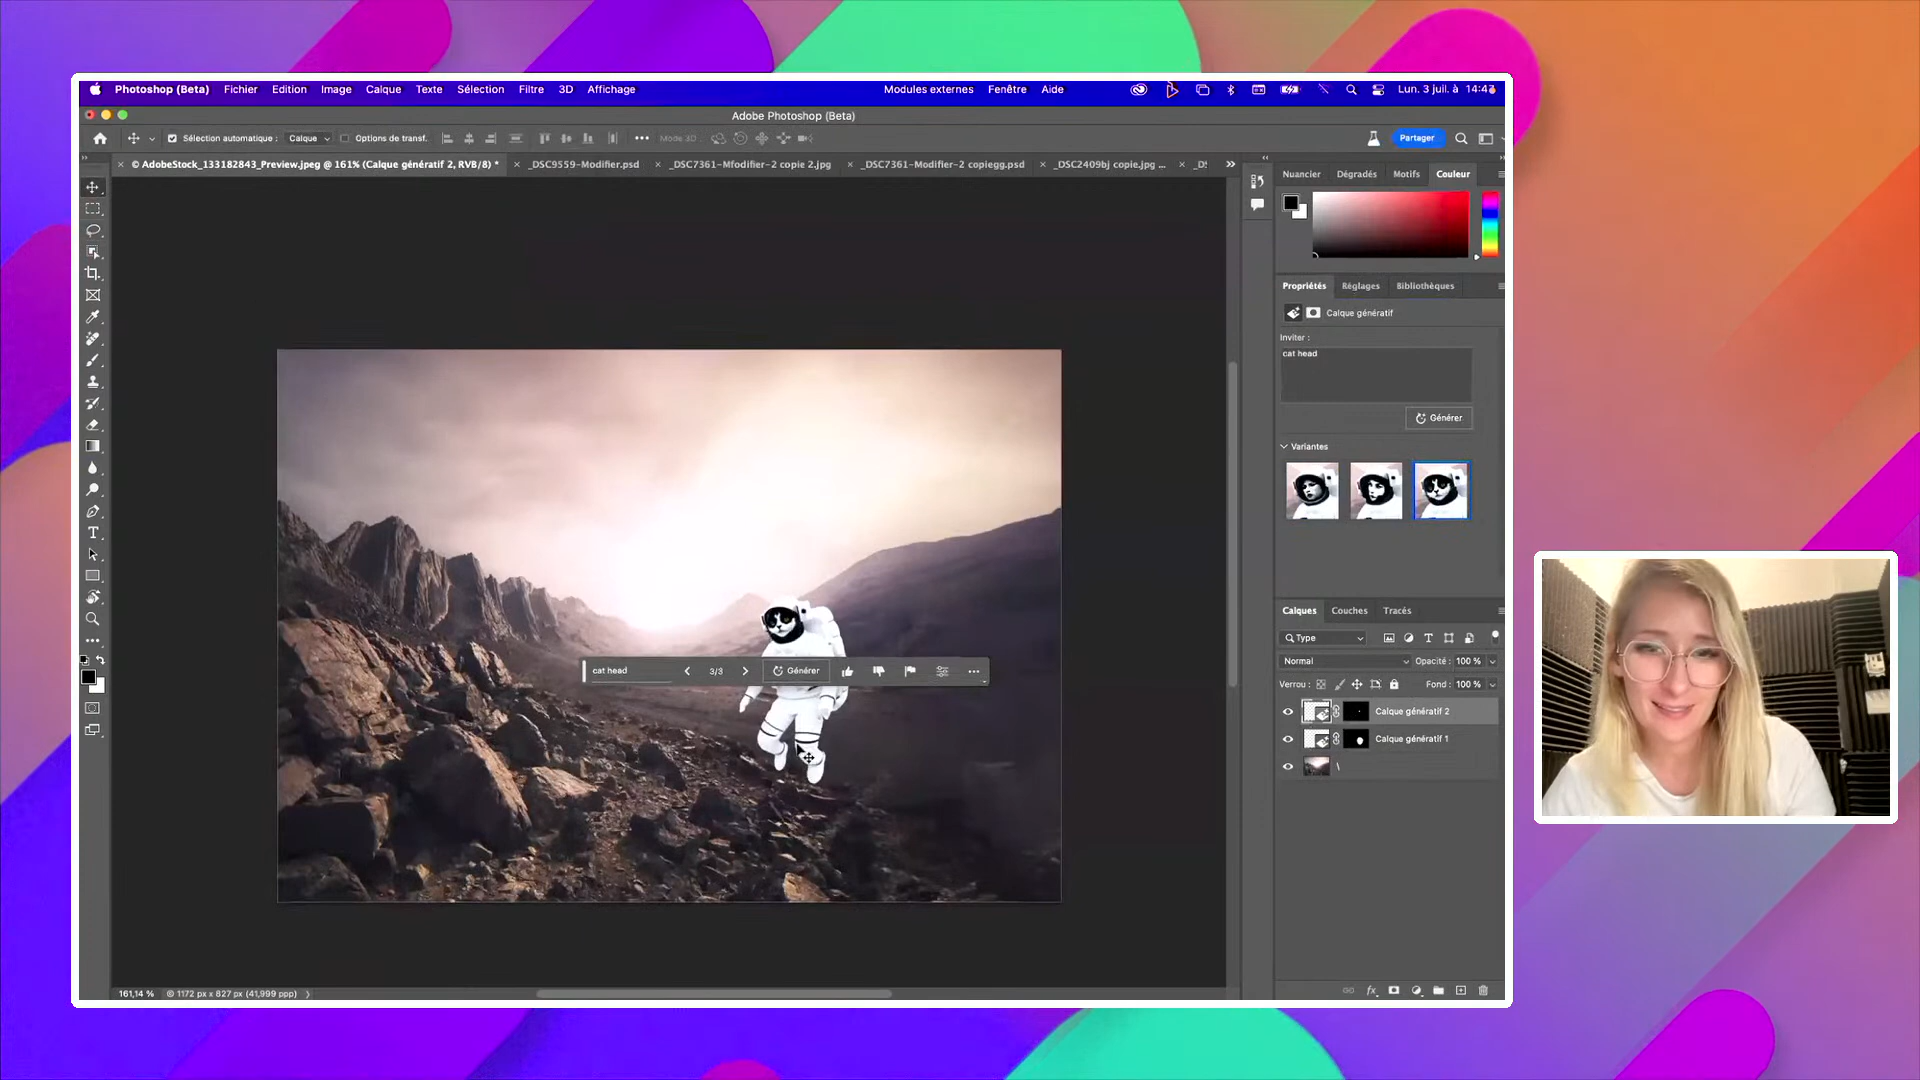 Photoshop (Beta) Fichier Edition Image Calque Texte Sélection Filtre 3D Affichage Modules externes Fenêtre Aide Lun. 3 juil. à 14:4
Adobe Photoshop (Beta)
Sélection automatique : Calque Options de transf. Mode 3D : Partager
© AdobeStock_133182843_Preview.jpeg @ 161% (Calque génératif 2, RVB/8) * _DSC9559-Modifier.psd _DSC7361-Mfodifier-2 copie 2.jpg _DSC7361-Modifier-2 copiegg.psd _DSC2409bj copie.jpg ...
Nuancier Dégradés Motifs Couleur
Propriétés Réglages Bibliothèques
Calque génératif
Inviter :
cat head
Générer
Variantes
cat head 3/3 Générer
Calques Couches Tracés
Type
Normal Opacité : 100 %
Verrou : Fond : 100 %
Calque génératif 2
Calque génératif 1
\
161,14 % © 1172 px x 827 px (41,999 ppp)